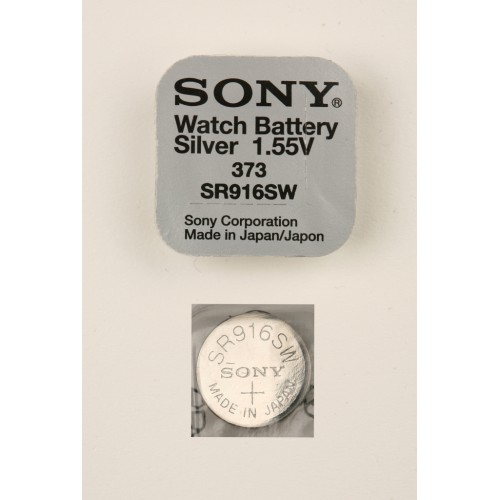 SONY®
Watch Battery
Silver 1.55V
373
SR916SW
Sony Corporation
Made in Japan/Japon
SR916SW
SONY
+
MADE IN JAPAN